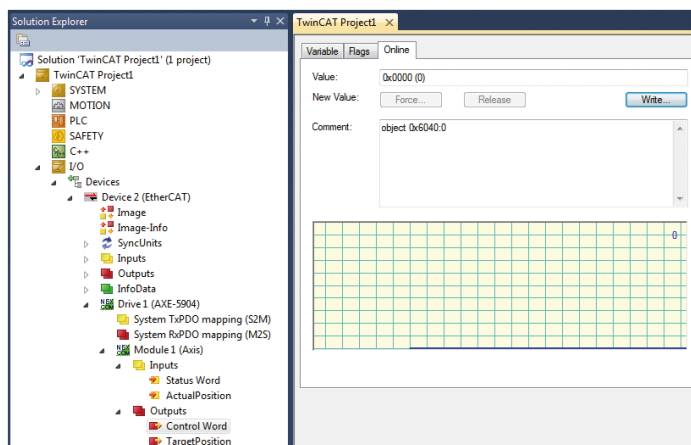 Solution Explorer
Solution 'TwinCAT Project1' (1 project)
TwinCAT Project1
SYSTEM
MOTION
PLC
SAFETY
C++
I/O
Devices
Device 2 (EtherCAT)
Image
Image-Info
SyncUnits
Inputs
Outputs
InfoData
Drive 1 (AXE-5904)
System TxPDO mapping (S2M)
System RxPDO mapping (M2S)
Module 1 (Axis)
Inputs
Status Word
ActualPosition
Outputs
Control Word
TargetPosition
TwinCAT Project1
Variable Flags Online
Value: 0x0000 (0)
New Value: Force... Release Write...
Comment: object 0x6040:0
0